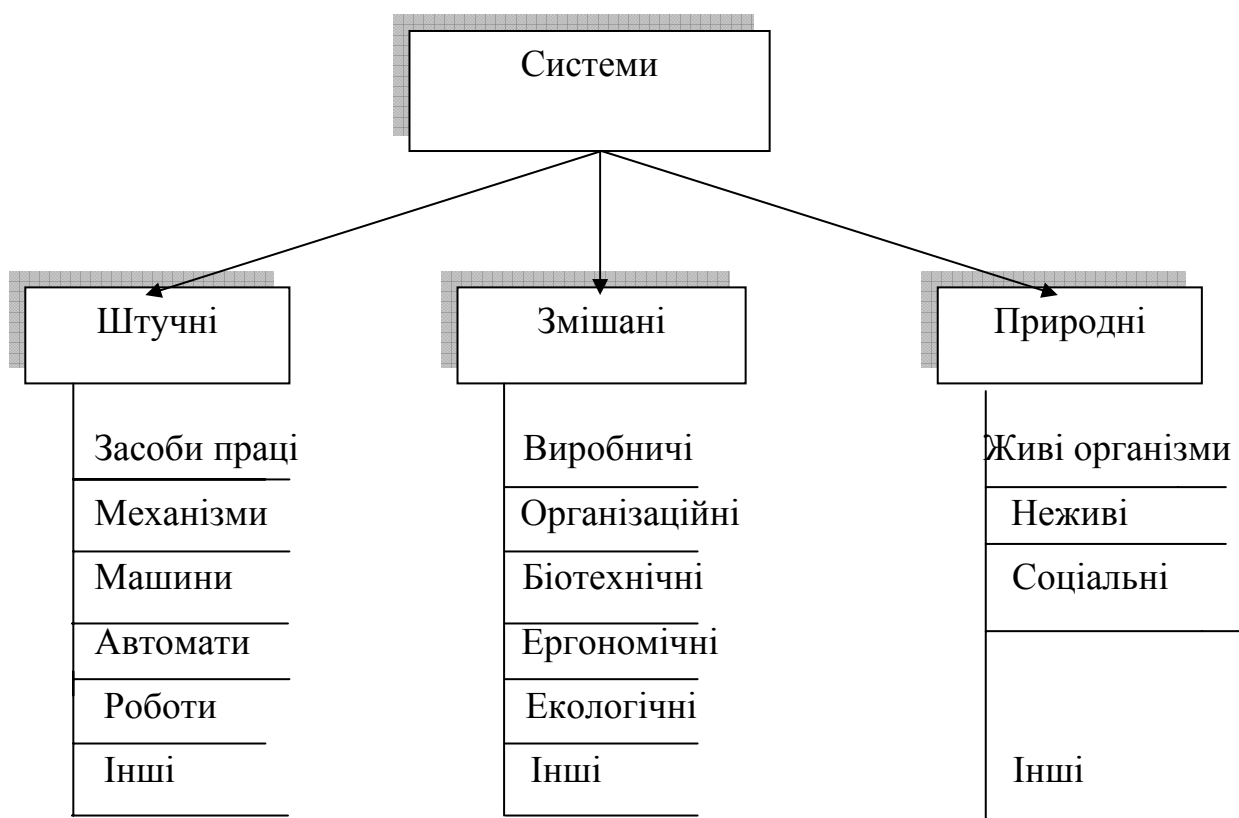 Системи
Штучні
Засоби праці
Механізми
Машини
Автомати
Роботи
Інші
Змішані
Виробничі
Організаційні
Біотехнічні
Ергономічні
Екологічні
Інші
Природні
Живі організми
Неживі
Соціальні
Інші